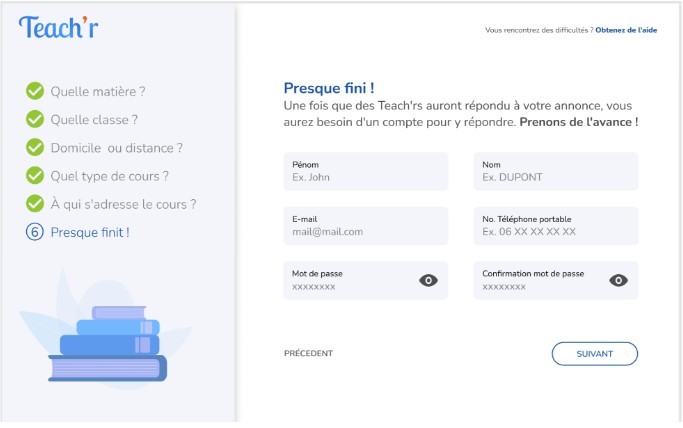 Teach'r
Vous rencontrez des difficultés ? Obtenez de l'aide
Quelle matière ?
Quelle classe ?
Domicile ou distance ?
Quel type de cours ?
À qui s'adresse le cours ?
6 Presque finit !
Presque fini !
Une fois que des Teach'rs auront répondu à votre annonce, vous
aurez besoin d'un compte pour y répondre. Prenons de l'avance !
Pénom
Ex. John
Nom
Ex. DUPONT
E-mail
mail@mail.com
No. Téléphone portable
Ex. 06 XX XX XX XX
Mot de passe
xxxxxxxx
Confirmation mot de passe
xxxxxxxx
PRÉCEDENT
SUIVANT